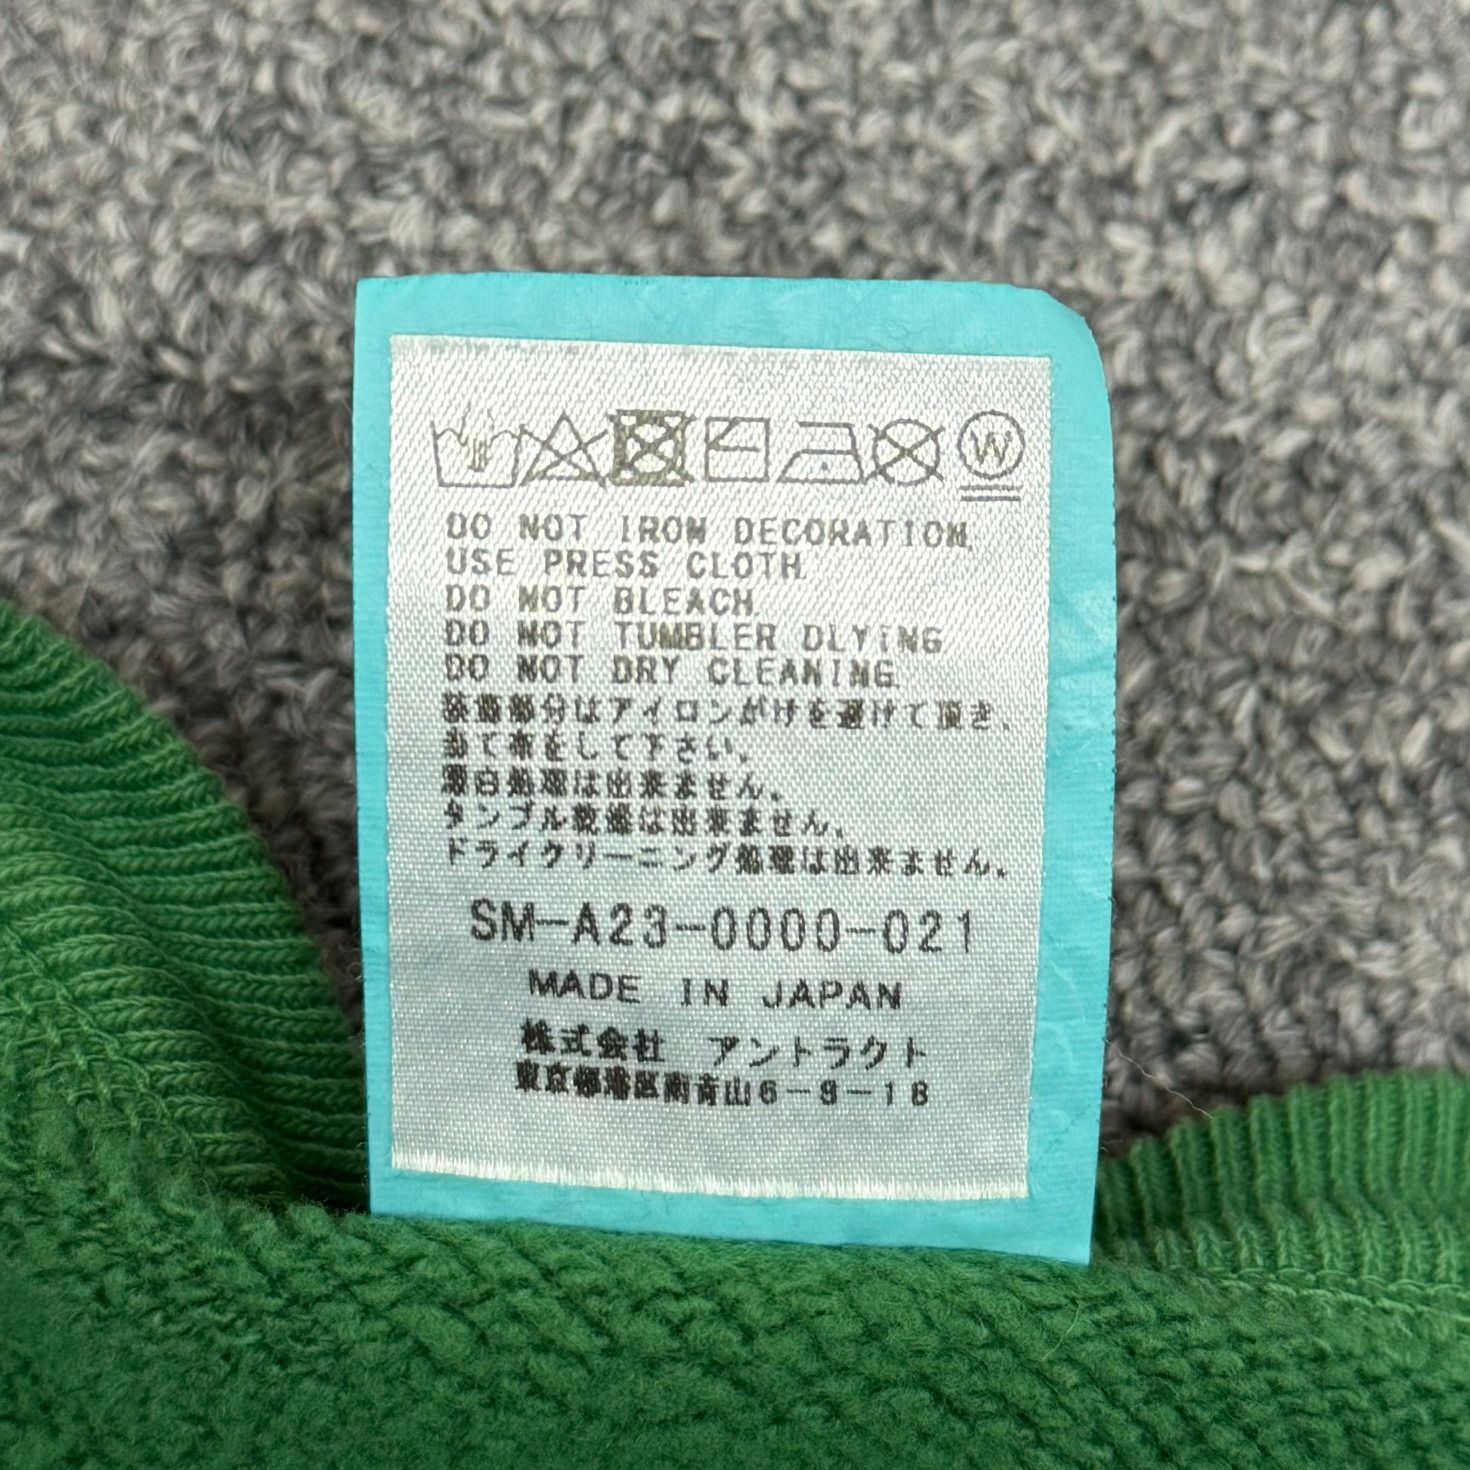 W
DO NOT IRON DECORATION
USE PRESS CLOTH
DO NOT BLEACH
DO NOT TUMBLER DLYING
DO NOT DRY CLEANING
装飾部分はアイロンがけを避けて頂き、
当て布をして下さい。
漂白処理は出来ません。
タンブル乾燥は出来ません。
ドライクリーニング処理は出来ません。
SM-A23-0000-021
MADE IN JAPAN
株式会社 アントラクト
東京都港区南青山6-8-18